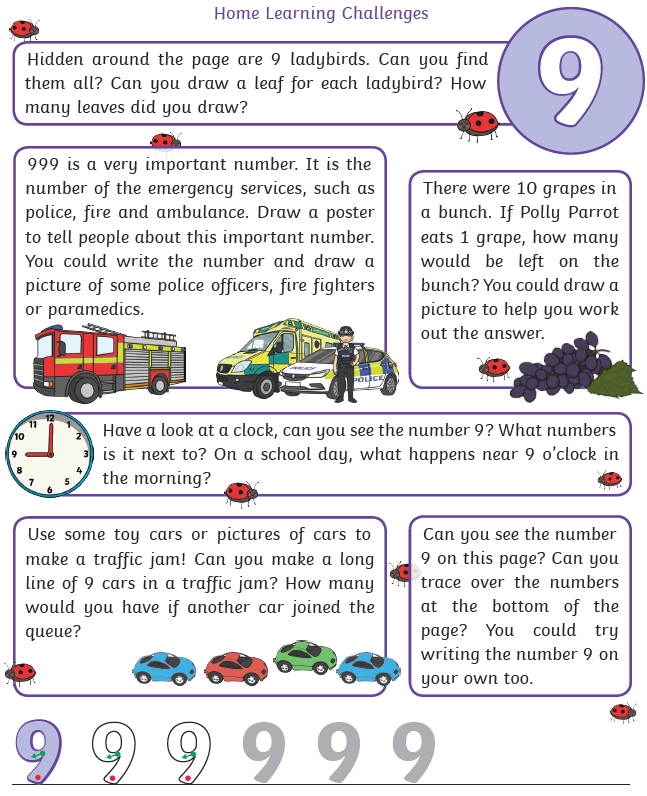 Home Learning Challenges
Hidden around the page are 9 ladybirds. Can you find
them all? Can you draw a leaf for each ladybird? How
many leaves did you draw?
9
999 is a very important number. It is the
number of the emergency services, such as
police, fire and ambulance. Draw a poster
to tell people about this important number.
You could write the number and draw a
picture of some police officers, fire fighters
or paramedics.
POLICE
There were 10 grapes in
a bunch. If Polly Parrot
eats 1 grape, how many
would be left on the
bunch? You could draw a
picture to help you work
out the answer.
12
11 1
10 2
9 3
8 4
7 5
6
Have a look at a clock, can you see the number 9? What numbers
is it next to? On a school day, what happens near 9 o'clock in
the morning?
Use some toy cars or pictures of cars to
make a traffic jam! Can you make a long
line of 9 cars in a traffic jam? How many
would you have if another car joined the
queue?
Can you see the number
9 on this page? Can you
trace over the numbers
at the bottom of the
page? You could try
writing the number 9 on
your own too.
9 9 9 9 9 9